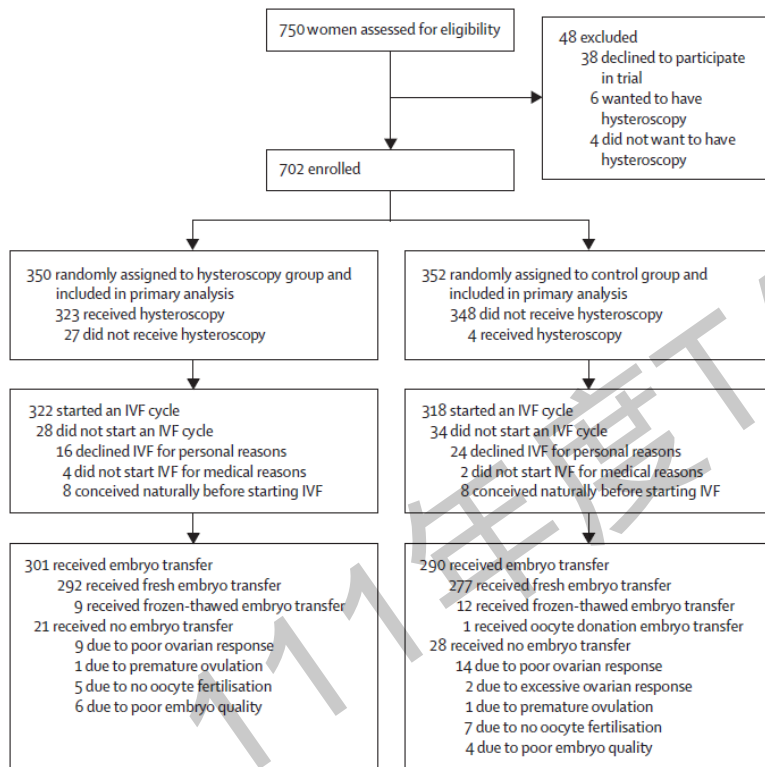 750 women assessed for eligibility
48 excluded
38 declined to participate
in trial
6 wanted to have
hysteroscopy
4 did not want to have
hysteroscopy
702 enrolled
350 randomly assigned to hysteroscopy group and
included in primary analysis
323 received hysteroscopy
27 did not receive hysteroscopy
352 randomly assigned to control group and
included in primary analysis
348 did not receive hysteroscopy
4 received hysteroscopy
322 started an IVF cycle
28 did not start an IVF cycle
16 declined IVF for personal reasons
4 did not start IVF for medical reasons
8 conceived naturally before starting IVF
318 started an IVF cycle
34 did not start an IVF cycle
24 declined IVF for personal reasons
2 did not start IVF for medical reasons
8 conceived naturally before starting IVF
301 received embryo transfer
292 received fresh embryo transfer
9 received frozen-thawed embryo transfer
21 received no embryo transfer
9 due to poor ovarian response
1 due to premature ovulation
5 due to no oocyte fertilisation
6 due to poor embryo quality
290 received embryo transfer
277 received fresh embryo transfer
12 received frozen-thawed embryo transfer
1 received oocyte donation embryo transfer
28 received no embryo transfer
14 due to poor ovarian response
2 due to excessive ovarian response
1 due to premature ovulation
7 due to no oocyte fertilisation
4 due to poor embryo quality
111年度T